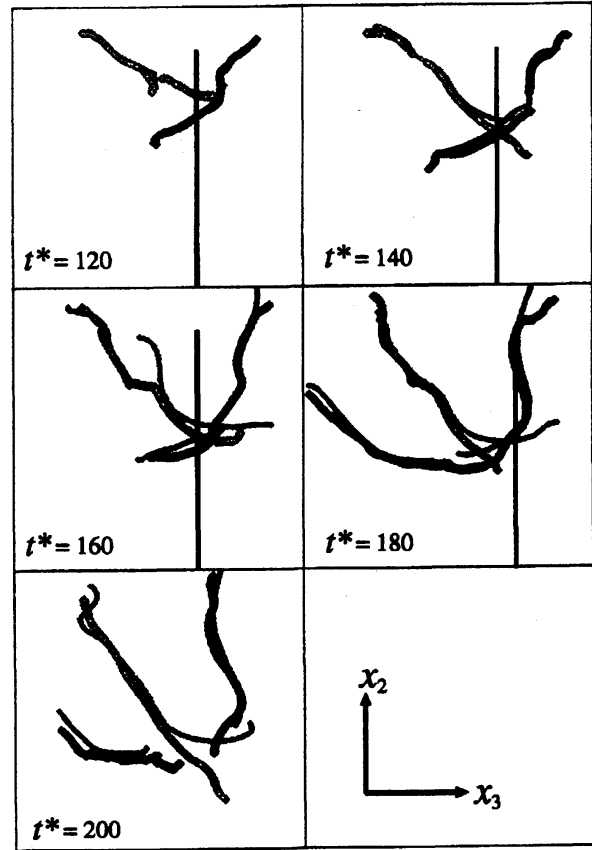 t* = 120
t* = 140
t* = 160
t* = 180
t* = 200
x₂
x₃